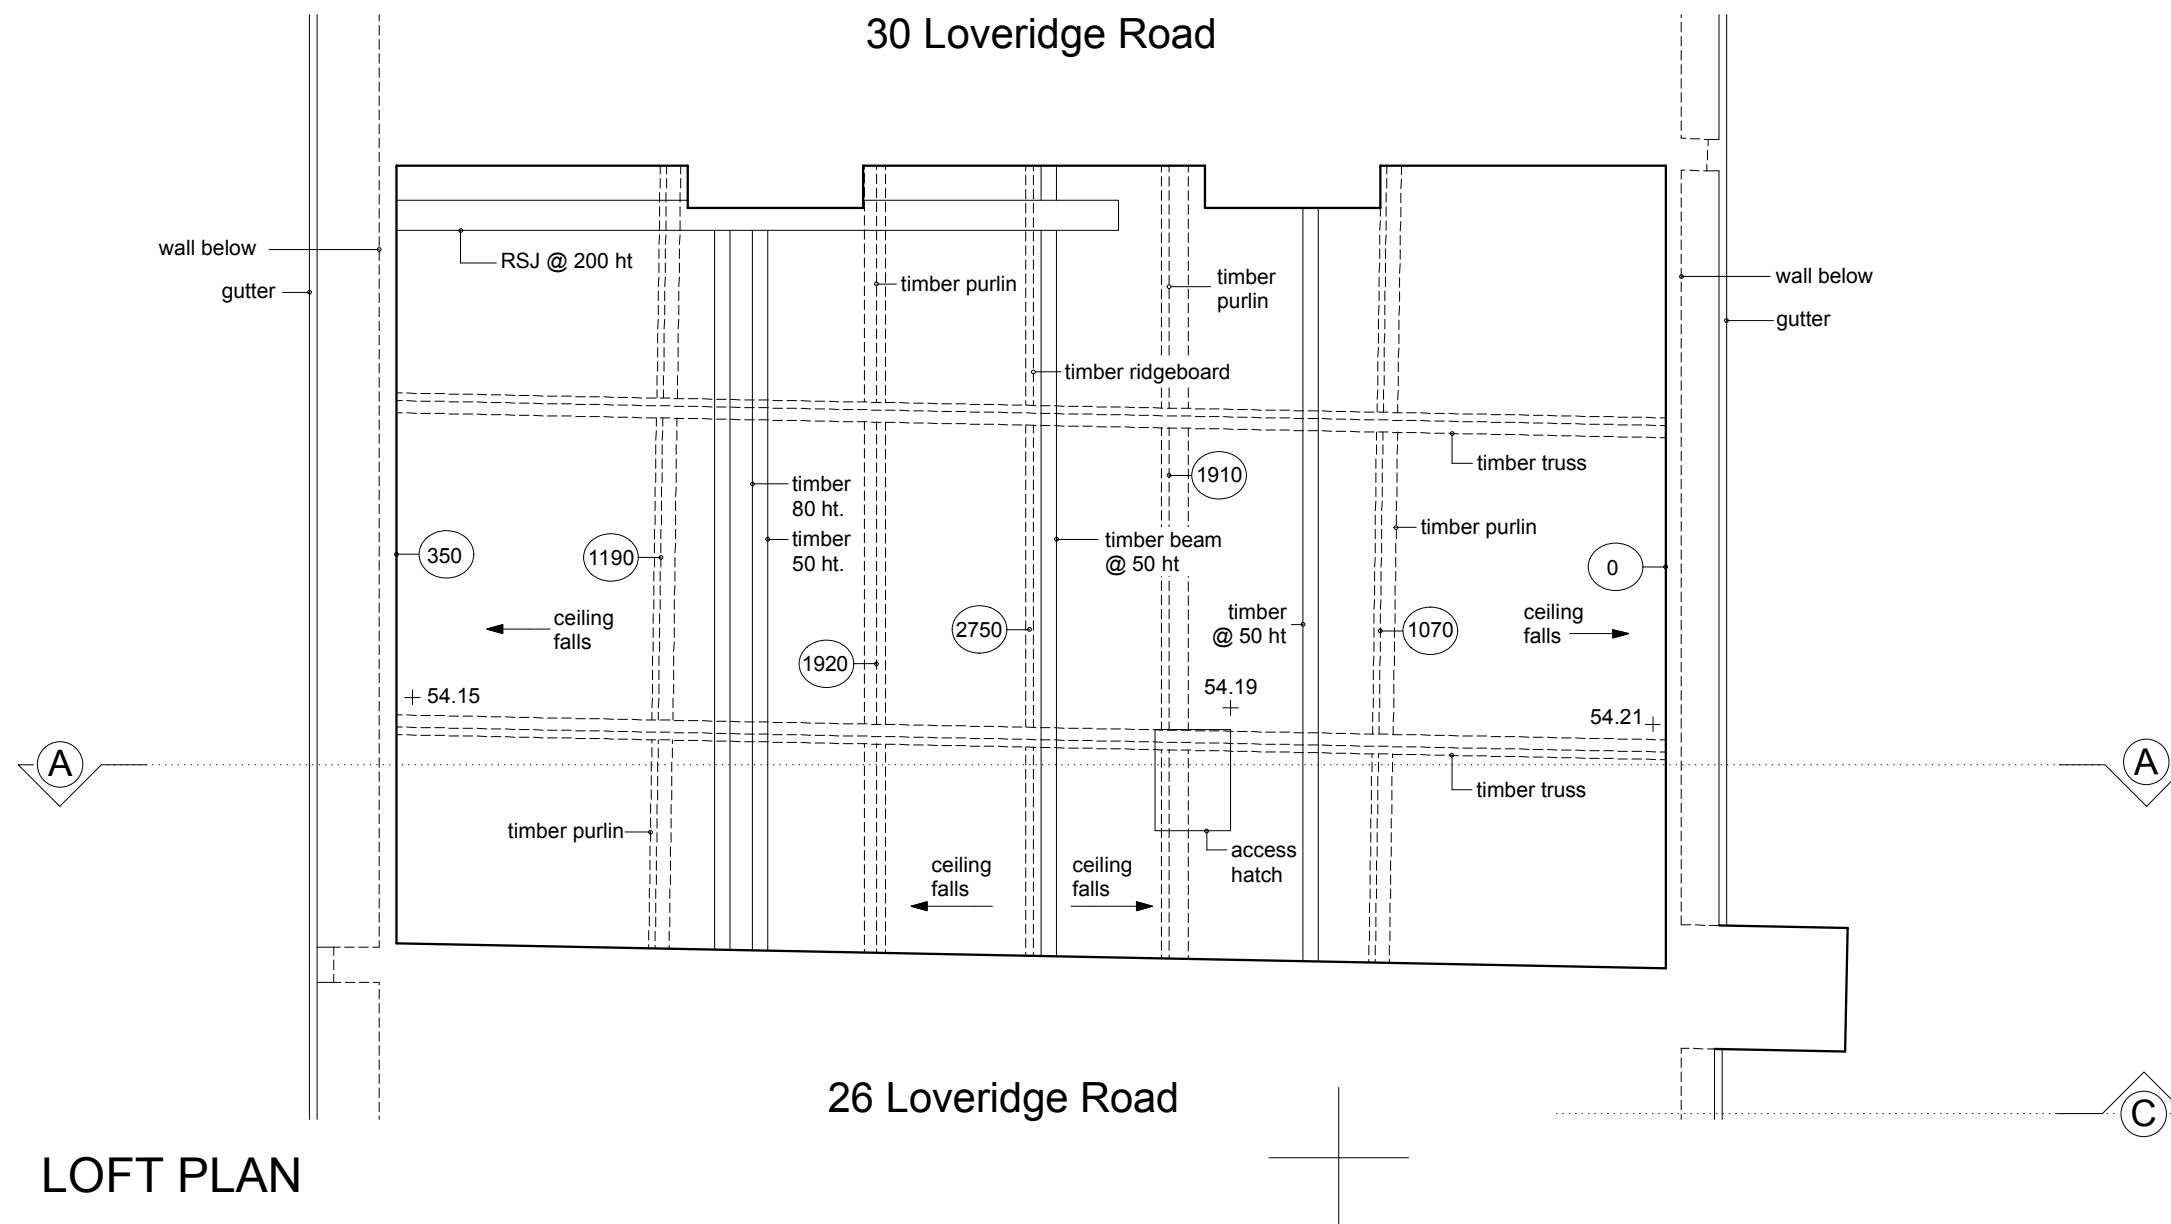 30 Loveridge Road
wall below
gutter
RSJ @ 200 ht
timber purlin
timber
purlin
wall below
gutter
timber ridgeboard
timber truss
1910
timber
80 ht.
timber
50 ht.
timber beam
@ 50 ht
timber purlin
350
1190
0
ceiling
falls
2750
timber
@ 50 ht
1070
ceiling
falls
1920
54.15
54.19
54.21
A
A
timber truss
timber purlin
ceiling
falls
ceiling
falls
access
hatch
26 Loveridge Road
C
LOFT PLAN